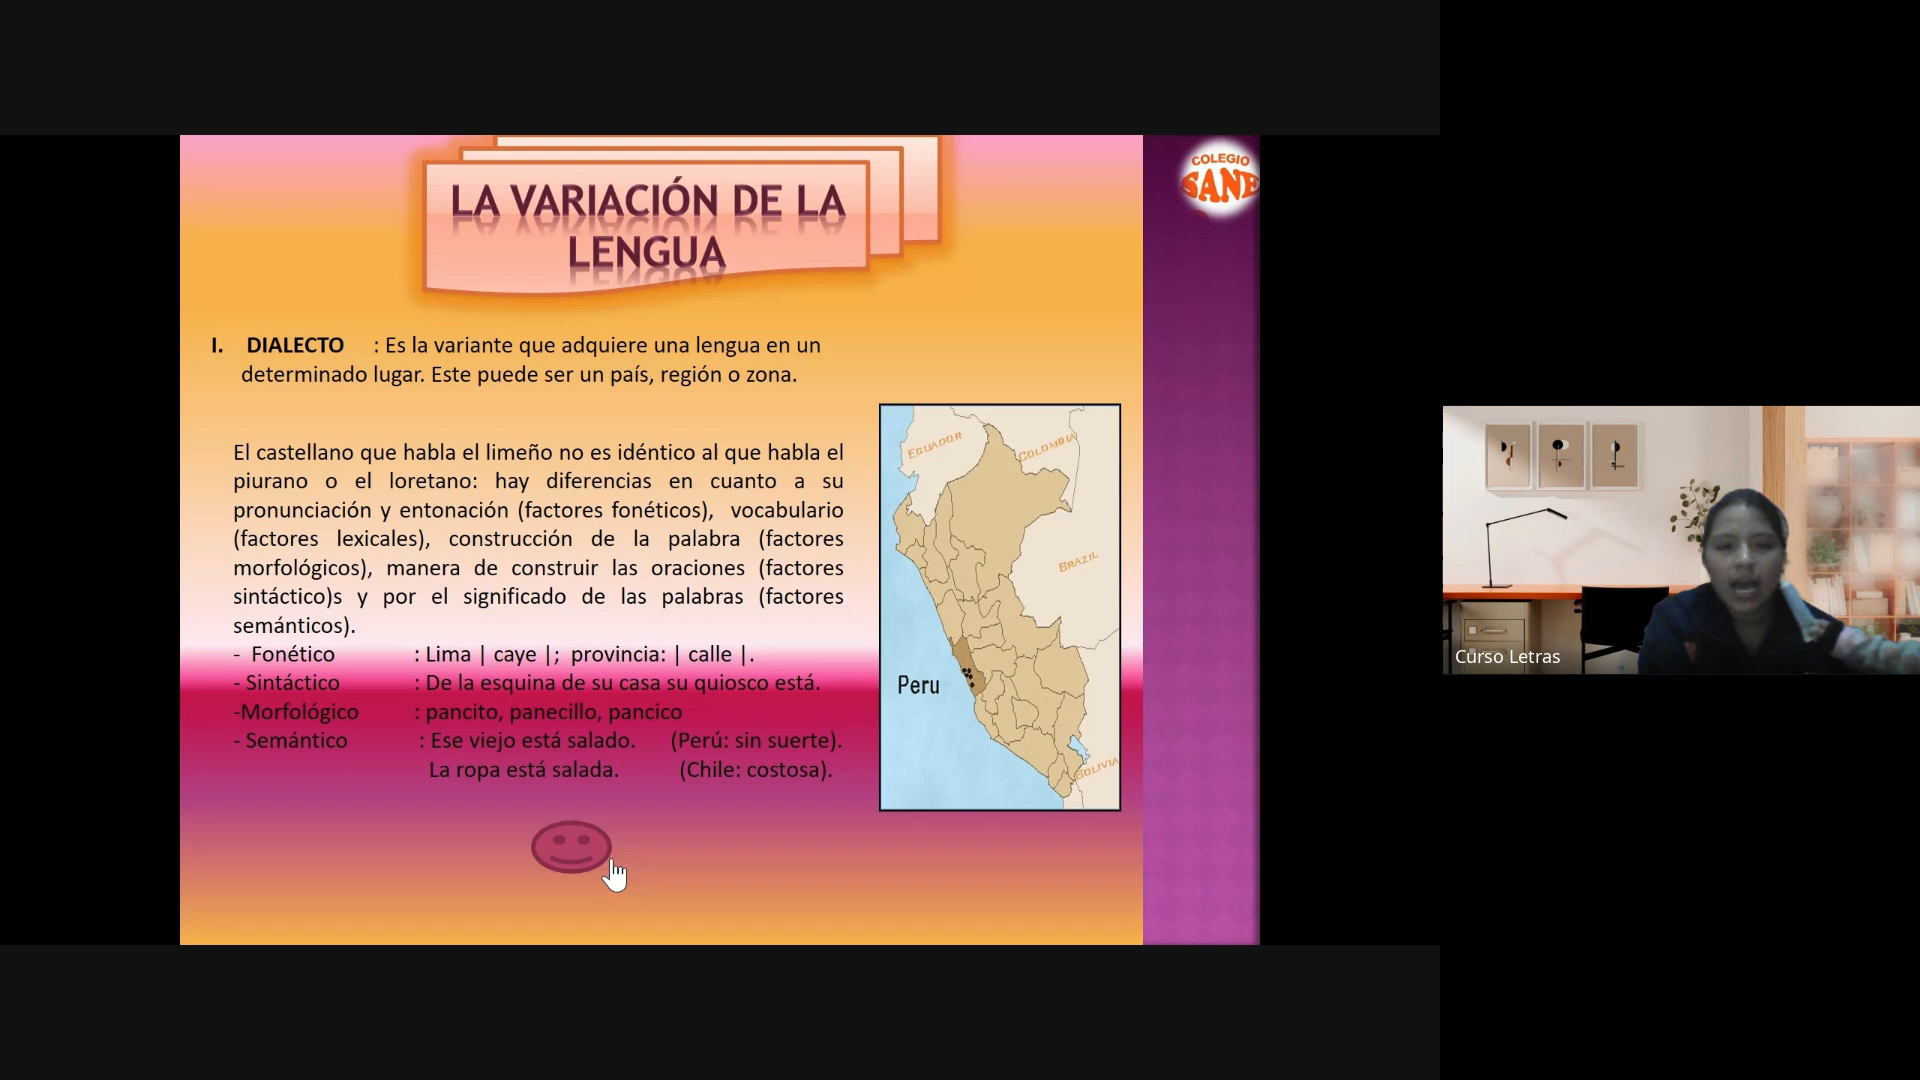 COLEGIO
SANE
LA VARIACIÓN DE LA
LENGUA
I. DIALECTO : Es la variante que adquiere una lengua en un
determinado lugar. Este puede ser un país, región o zona.
El castellano que habla el limeño no es idéntico al que habla el
piurano o el loretano: hay diferencias en cuanto a su
pronunciación y entonación (factores fonéticos), vocabulario
(factores lexicales), construcción de la palabra (factores
morfológicos), manera de construir las oraciones (factores
sintáctico)s y por el significado de las palabras (factores
semánticos).
- Fonético : Lima | caye |; provincia: | calle |.
- Sintáctico : De la esquina de su casa su quiosco está.
-Morfológico : pancito, panecillo, pancico
- Semántico : Ese viejo está salado. (Perú: sin suerte).
La ropa está salada. (Chile: costosa).
ECUADOR
COLOMBIA
BRAZIL
Peru
BOLIVIA
Curso Letras